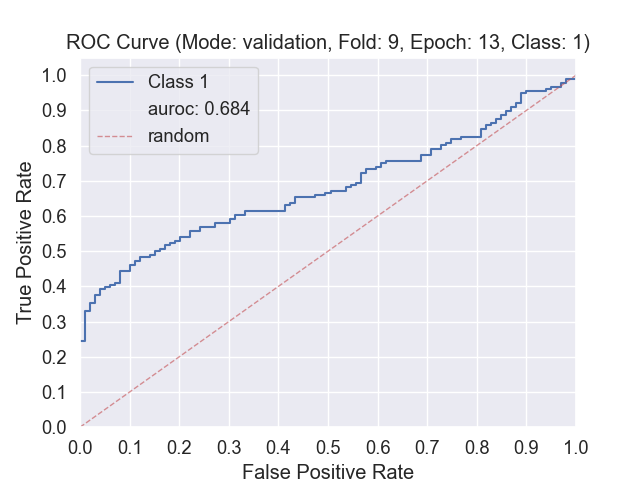 ROC Curve (Mode: validation, Fold: 9, Epoch: 13, Class: 1)
Class 1
auroc: 0.684
random
True Positive Rate
1.0
0.9
0.8
0.7
0.6
0.5
0.4
0.3
0.2
0.1
0.0
0.0 0.1 0.2 0.3 0.4 0.5 0.6 0.7 0.8 0.9 1.0
False Positive Rate